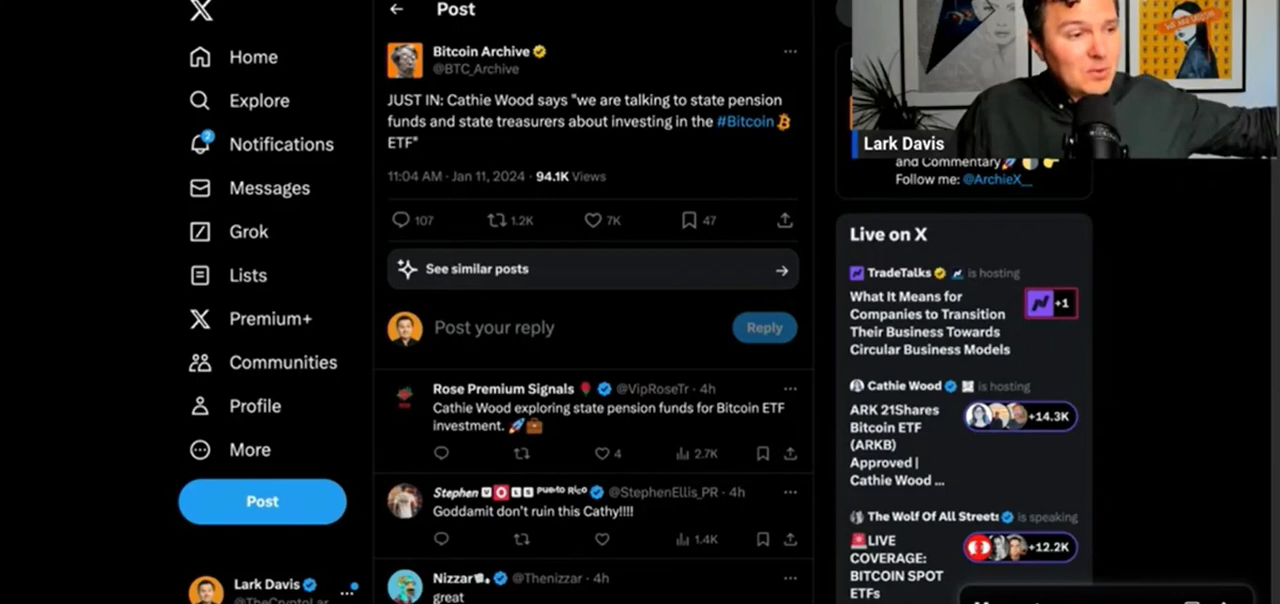 Home
Explore
2
Notifications
Messages
Grok
Lists
Premium+
Communities
Profile
More
Post
Lark Davis
Post
Bitcoin Archive
@BTC_Archive
JUST IN: Cathie Wood says "we are talking to state pension
funds and state treasurers about investing in the #Bitcoin
ETF"
11:04 AM · Jan 11, 2024 · 94.1K Views
107 1.2K 7K 47
See similar posts
Post your reply
Reply
Rose Premium Signals @VipRoseTr · 4h
Cathie Wood exploring state pension funds for Bitcoin ETF
investment.
4 2.7K
Stephen Puerto Rico @StephenEllis_PR · 4h
Goddamit don't ruin this Cathy!!!!
1.4K
Nizzar @Thenizzar · 4h
great
Lark Davis
and Commentary
Follow me: @ArchieX__
Live on X
TradeTalks is hosting
What It Means for
Companies to Transition
Their Business Towards
Circular Business Models
+1
Cathie Wood is hosting
ARK 21Shares
Bitcoin ETF
(ARKB)
Approved |
Cathie Wood ...
+14.3K
The Wolf Of All Streets is speaking
LIVE
COVERAGE:
BITCOIN SPOT
ETFs
+12.2K